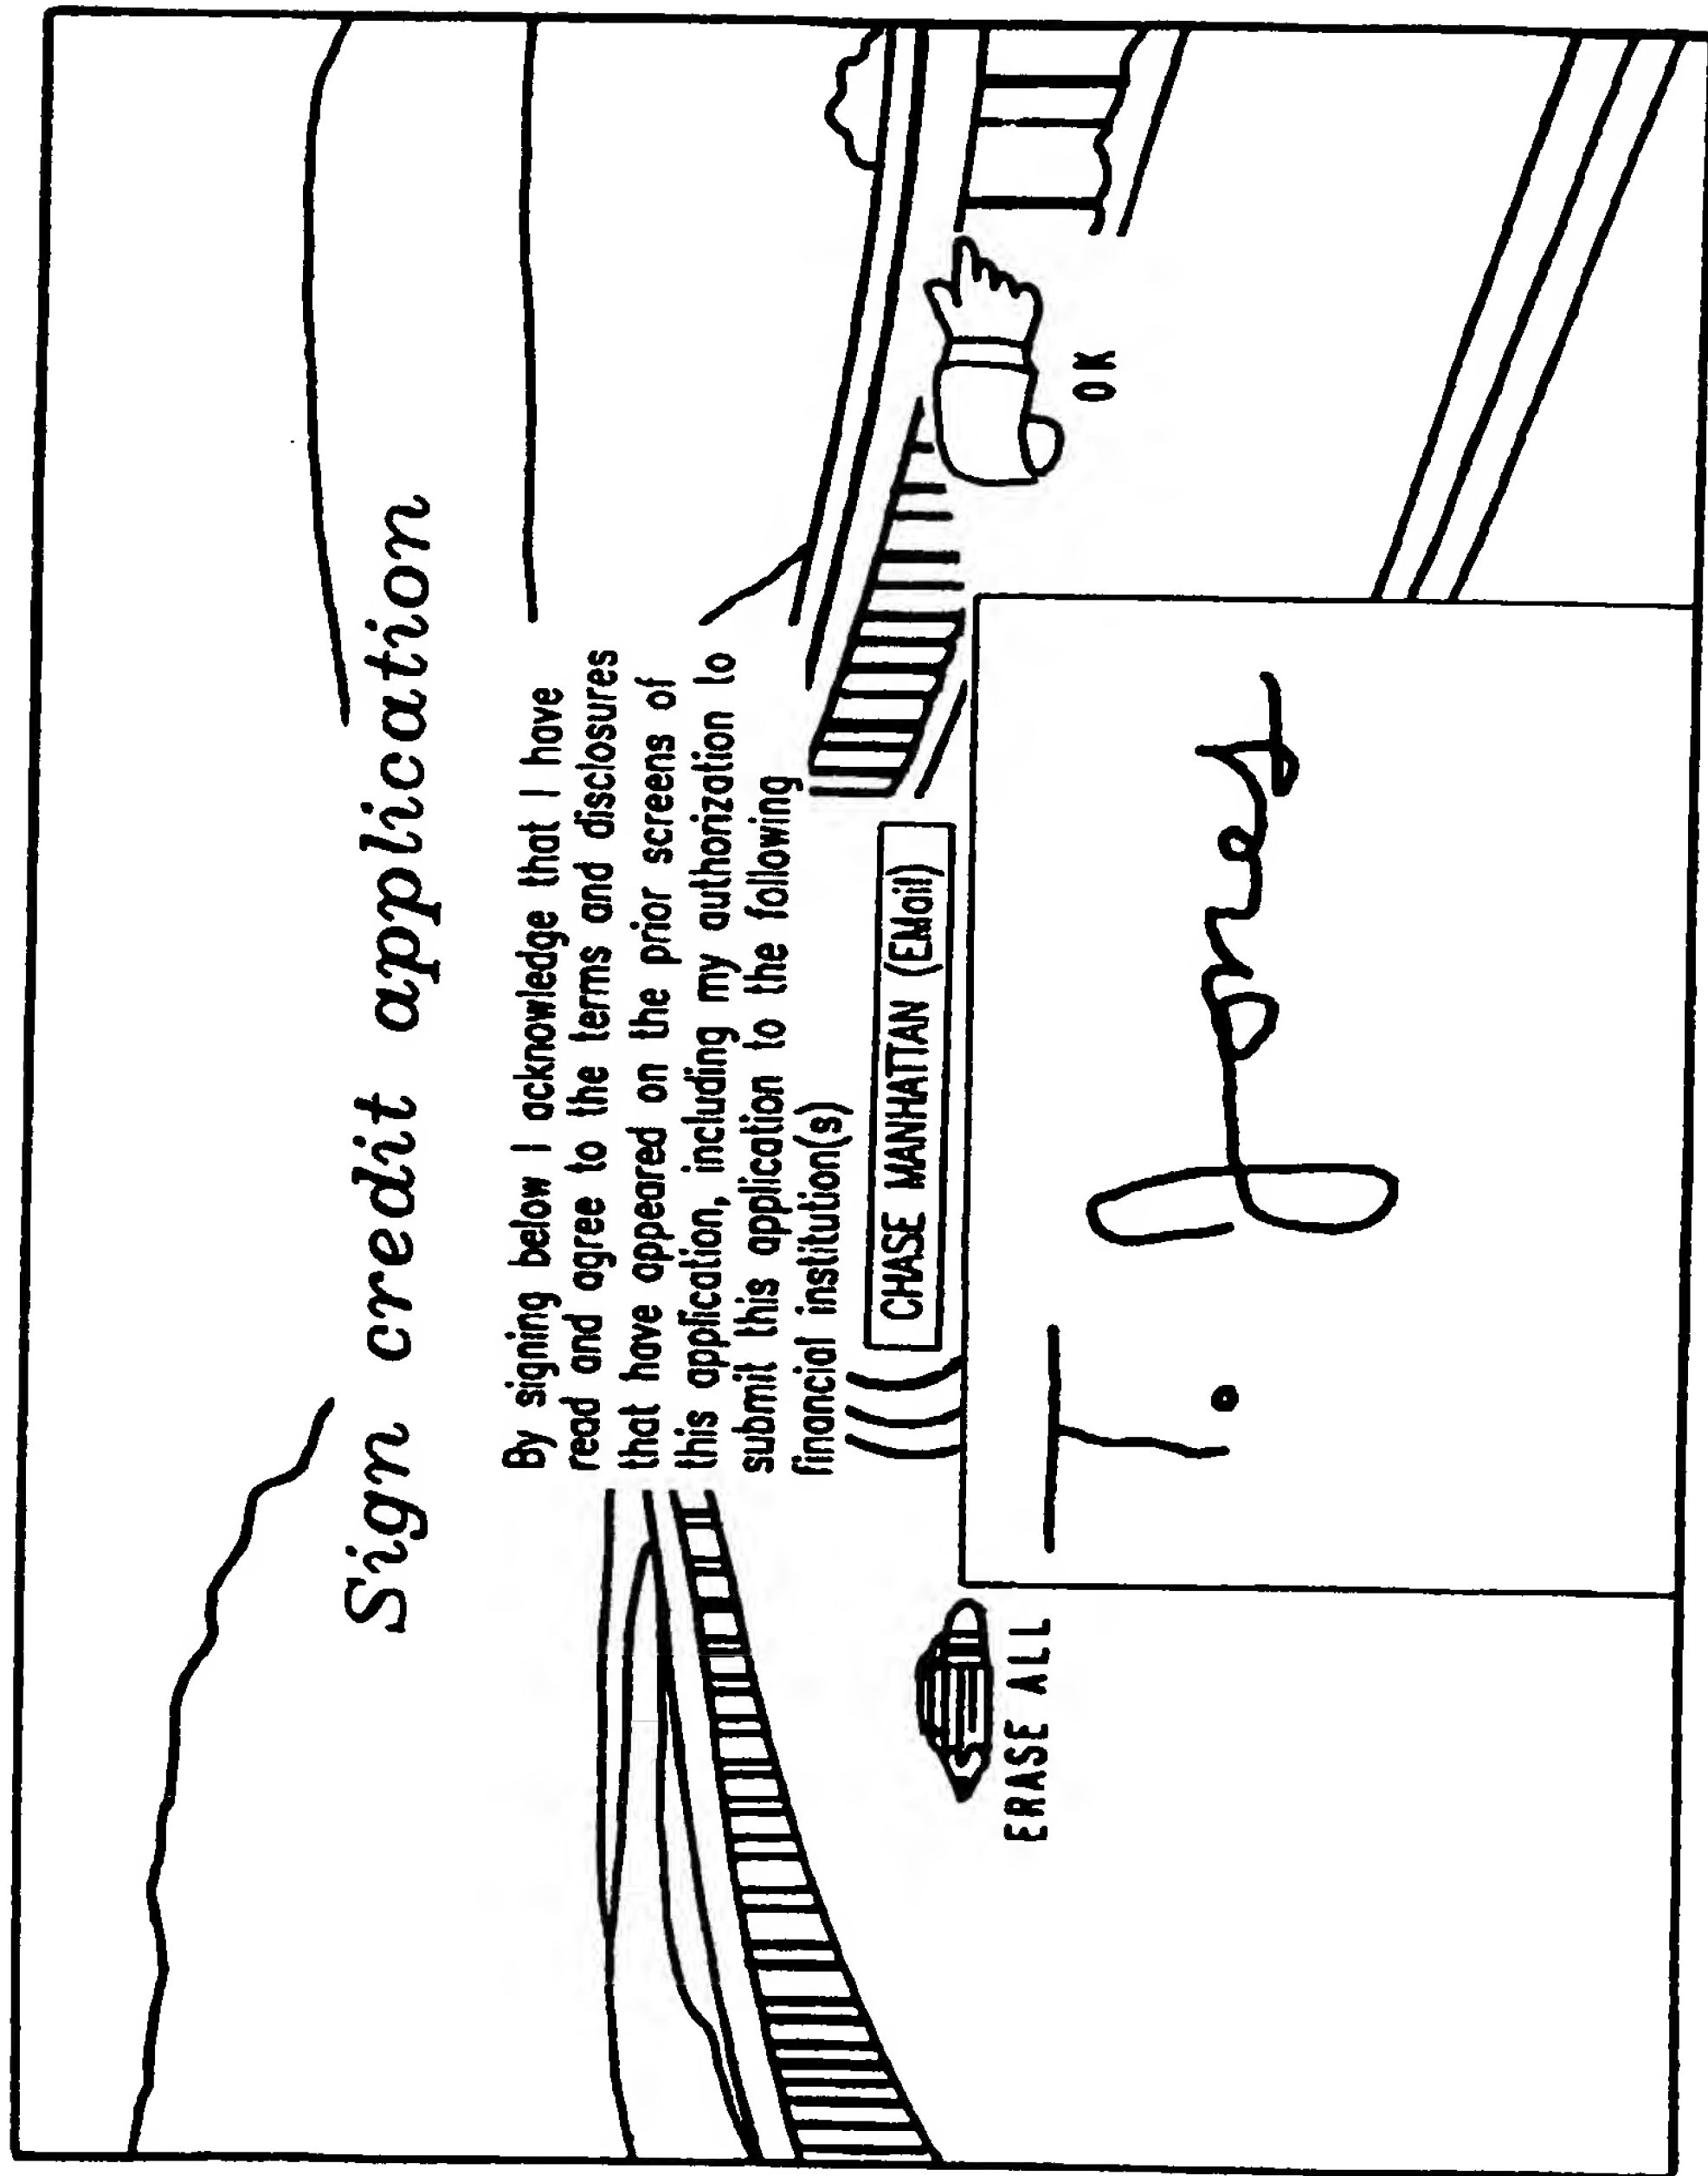 Sign credit application
By signing below I acknowledge that I have
read and agree to the terms and disclosures
that have appeared on the prior screens of
this application, including my authorization to
submit this application to the following
financial institution(s)
CHASE MANHATTAN (EMail)
ERASE ALL
OK
T.